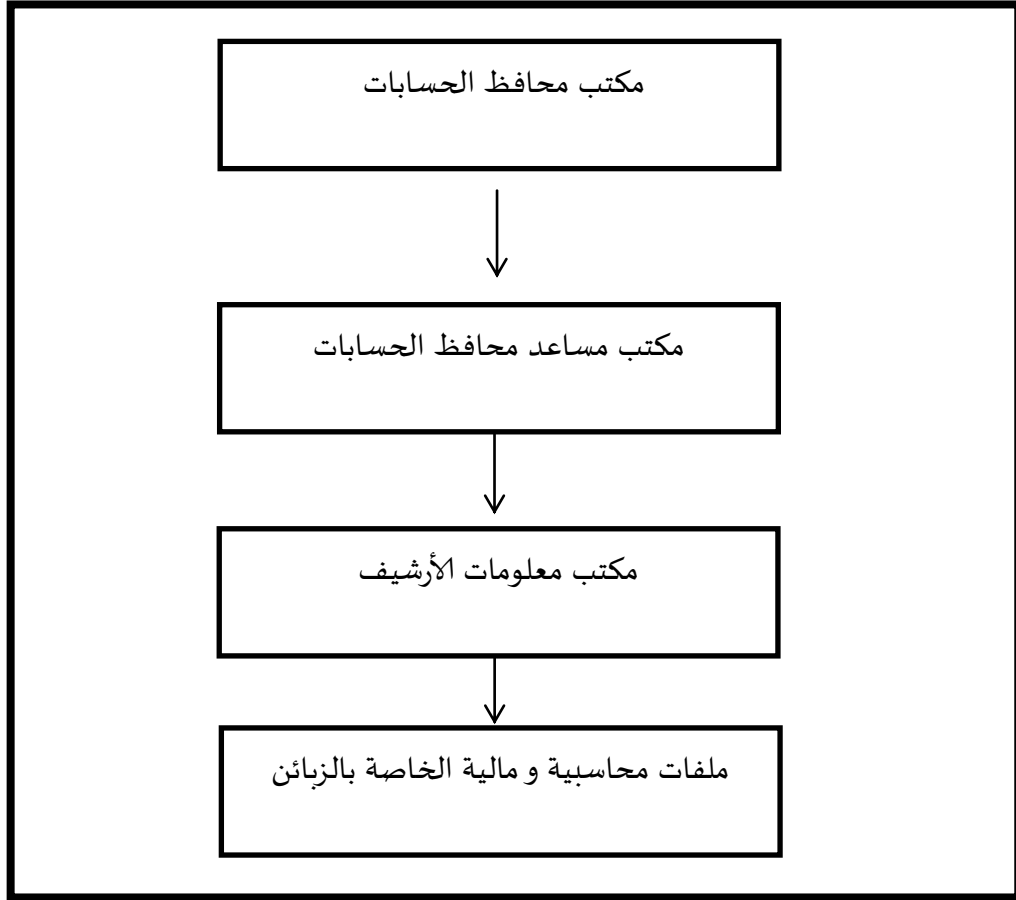 مكتب محافظ الحسابات
مكتب مساعد محافظ الحسابات
مكتب معلومات الأرشيف
ملفات محاسبية و مالية الخاصة بالزبائن